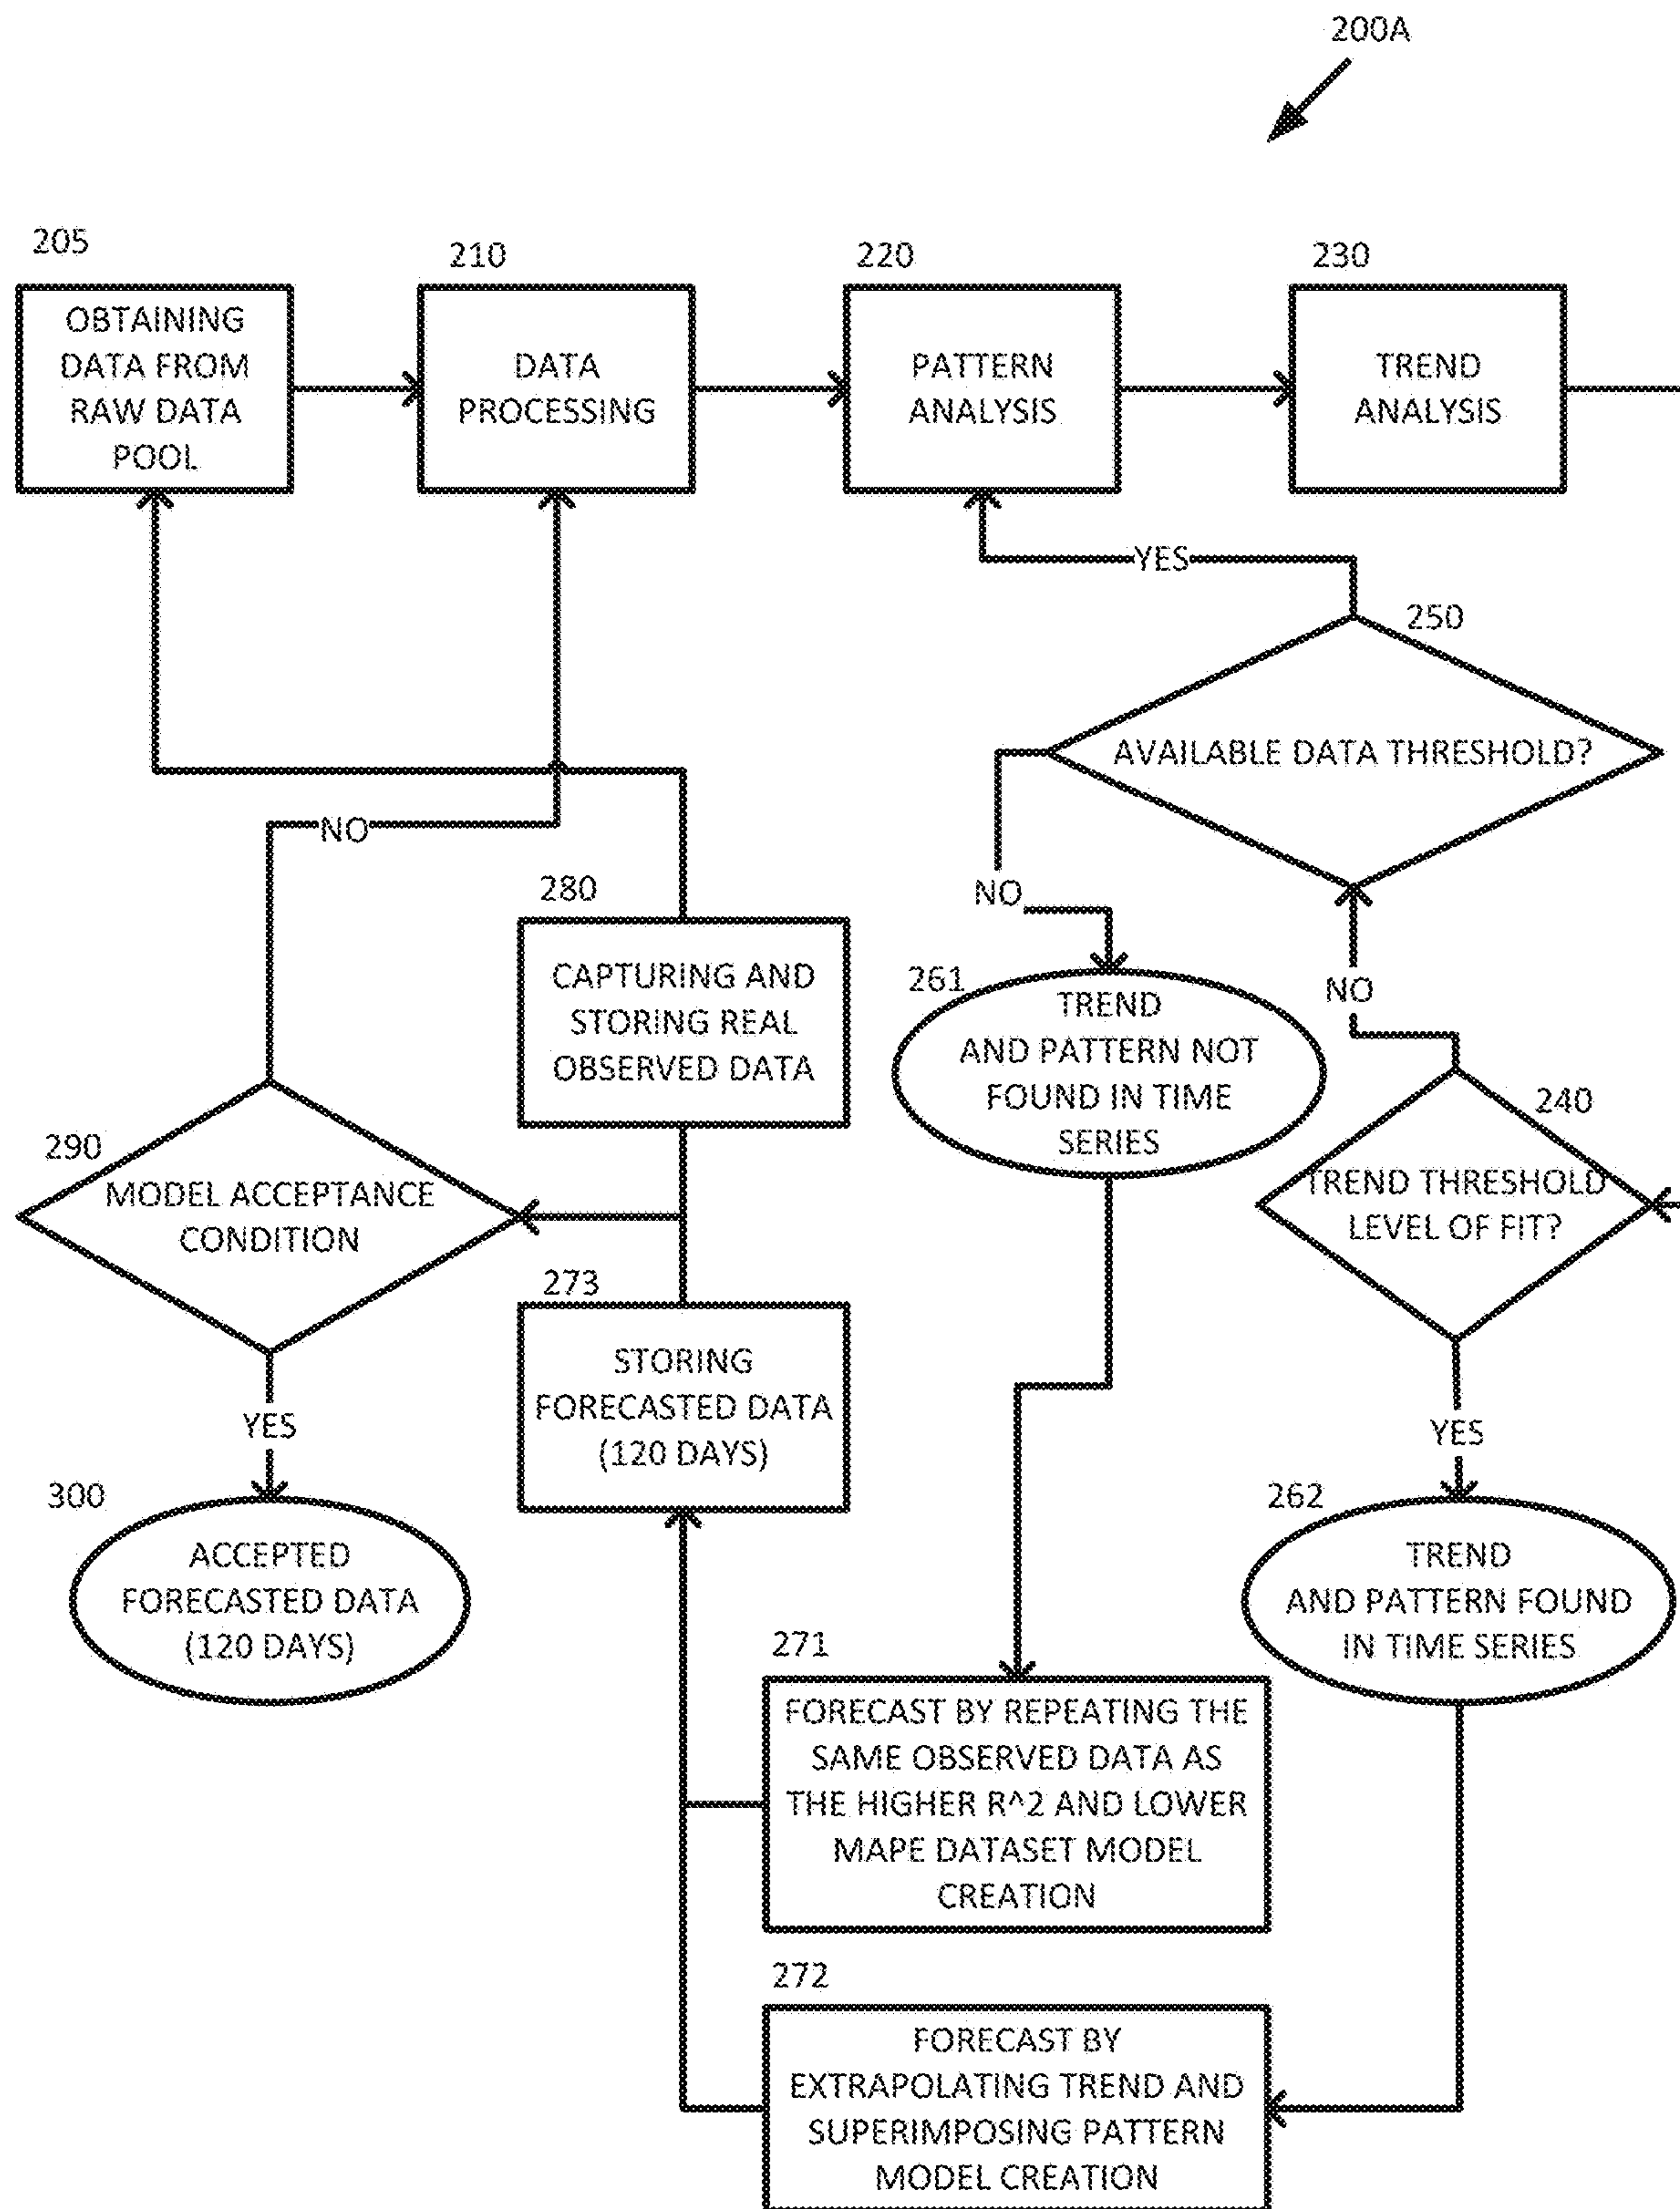 200A
205
OBTAINING
DATA FROM
RAW DATA
POOL
210
DATA
PROCESSING
220
PATTERN
ANALYSIS
230
TREND
ANALYSIS
YES
250
AVAILABLE DATA THRESHOLD?
NO
NO
280
CAPTURING AND
STORING REAL
OBSERVED DATA
261
TREND
AND PATTERN NOT
FOUND IN TIME
SERIES
NO
240
TREND THRESHOLD
LEVEL OF FIT?
290
MODEL ACCEPTANCE
CONDITION
273
STORING
FORECASTED DATA
(120 DAYS)
YES
YES
300
ACCEPTED
FORECASTED DATA
(120 DAYS)
262
TREND
AND PATTERN FOUND
IN TIME SERIES
271
FORECAST BY REPEATING THE
SAME OBSERVED DATA AS
THE HIGHER R^2 AND LOWER
MAPE DATASET MODEL
CREATION
272
FORECAST BY
EXTRAPOLATING TREND AND
SUPERIMPOSING PATTERN
MODEL CREATION